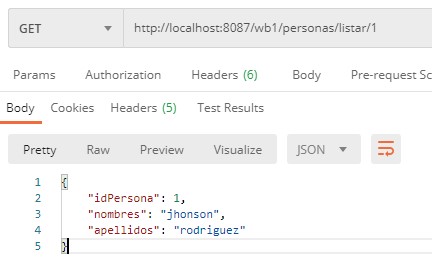 GET http://localhost:8087/wb1/personas/listar/1
Params Authorization Headers (6) Body Pre-request Sc
Body Cookies Headers (5) Test Results
Pretty Raw Preview Visualize JSON
1 {
2 "idPersona": 1,
3 "nombres": "jhonson",
4 "apellidos": "rodriguez"
5 }